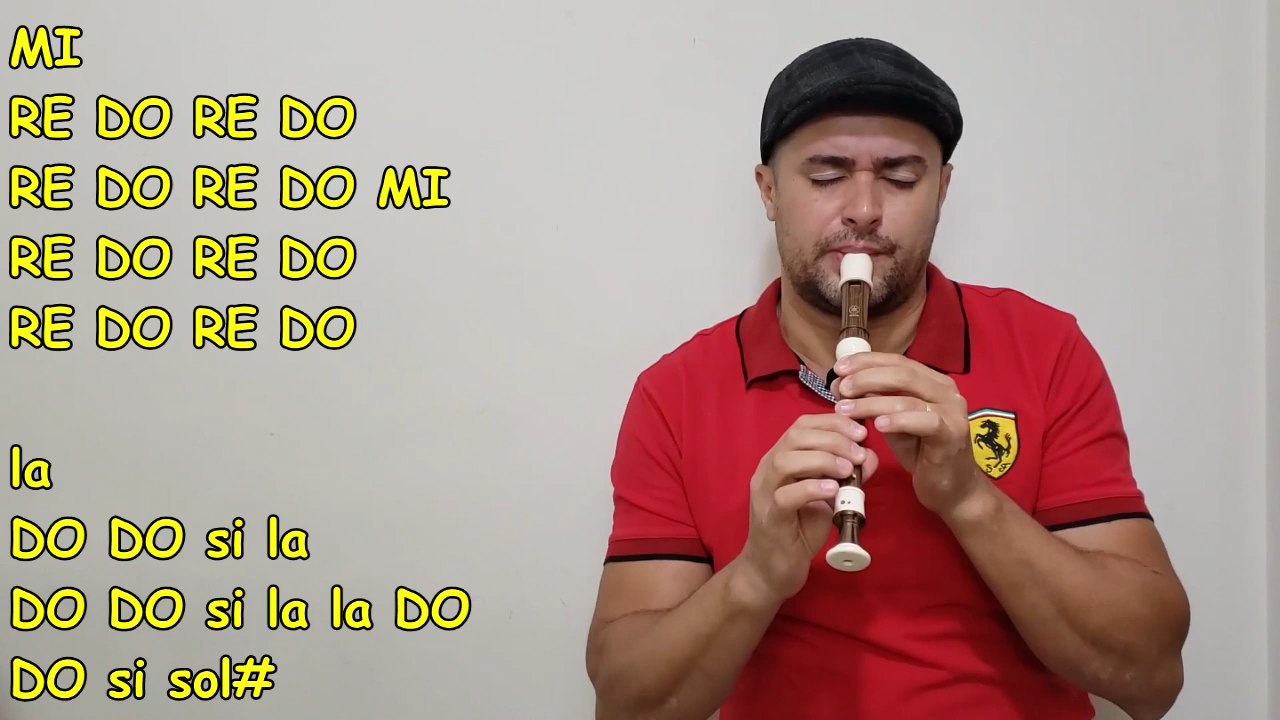 MI
RE DO RE DO
RE DO RE DO MI
RE DO RE DO
RE DO RE DO
la
DO DO si la
DO DO si la la DO
DO si sol#
S F